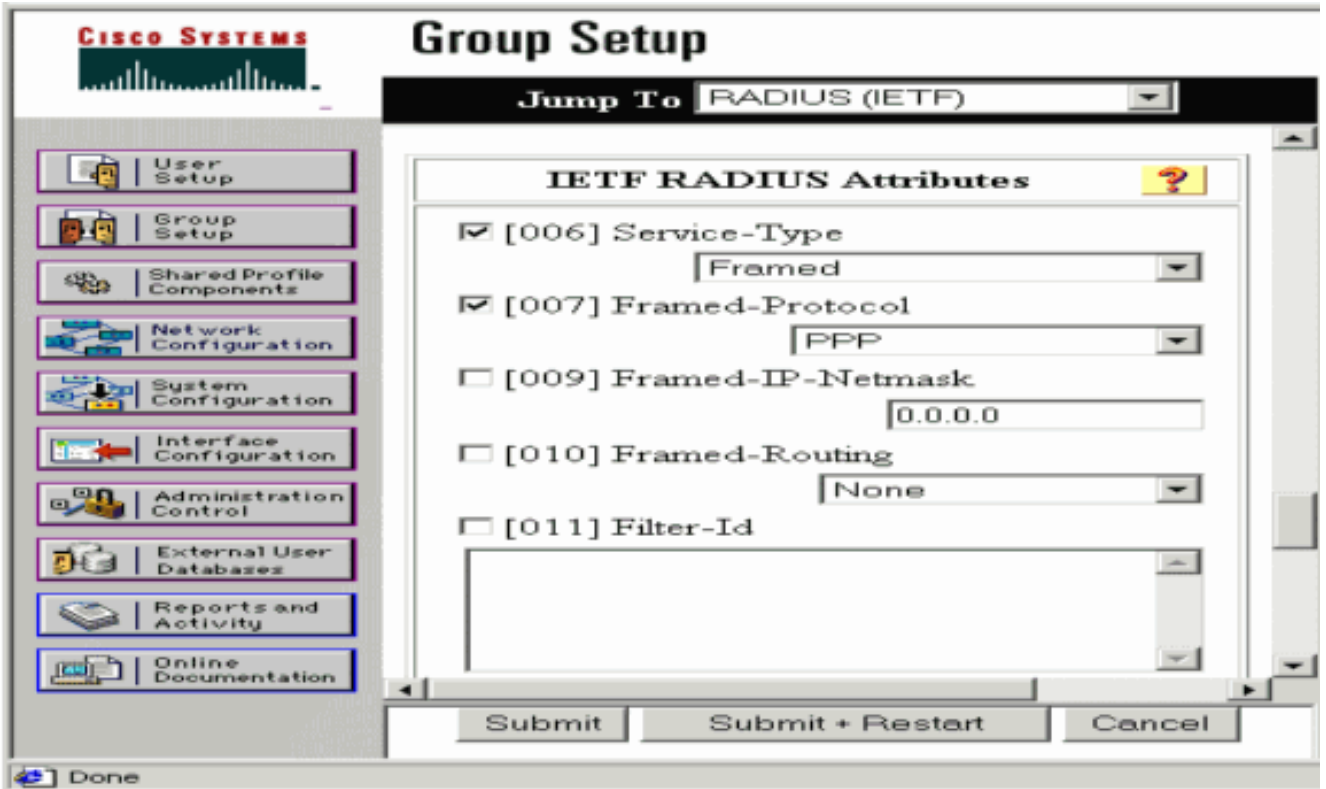 CISCO SYSTEMS
Group Setup
Jump To RADIUS (IETF)
User
Setup
Group
Setup
Shared Profile
Components
Network
Configuration
System
Configuration
Interface
Configuration
Administration
Control
External User
Databases
Reports and
Activity
Online
Documentation
IETF RADIUS Attributes ?
[006] Service-Type
Framed
[007] Framed-Protocol
PPP
[009] Framed-IP-Netmask
0.0.0.0
[010] Framed-Routing
None
[011] Filter-Id
Submit Submit + Restart Cancel
Done